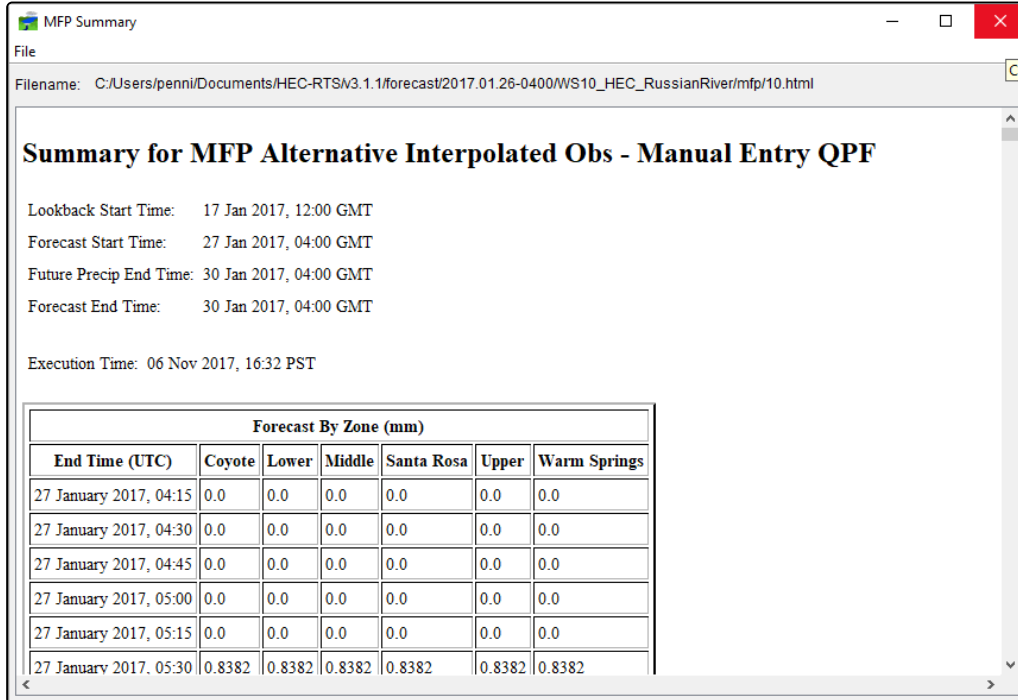 MFP Summary
File
Filename: C:/Users/penni/Documents/HEC-RTS/v3.1.1/forecast/2017.01.26-0400/WS10_HEC_RussianRiver/mfp/10.html
C
Summary for MFP Alternative Interpolated Obs - Manual Entry QPF
Lookback Start Time: 17 Jan 2017, 12:00 GMT
Forecast Start Time: 27 Jan 2017, 04:00 GMT
Future Precip End Time: 30 Jan 2017, 04:00 GMT
Forecast End Time: 30 Jan 2017, 04:00 GMT
Execution Time: 06 Nov 2017, 16:32 PST
Forecast By Zone (mm)
End Time (UTC) Coyote Lower Middle Santa Rosa Upper Warm Springs
27 January 2017, 04:15 0.0 0.0 0.0 0.0 0.0 0.0
27 January 2017, 04:30 0.0 0.0 0.0 0.0 0.0 0.0
27 January 2017, 04:45 0.0 0.0 0.0 0.0 0.0 0.0
27 January 2017, 05:00 0.0 0.0 0.0 0.0 0.0 0.0
27 January 2017, 05:15 0.0 0.0 0.0 0.0 0.0 0.0
27 January 2017, 05:30 0.8382 0.8382 0.8382 0.8382 0.8382 0.8382